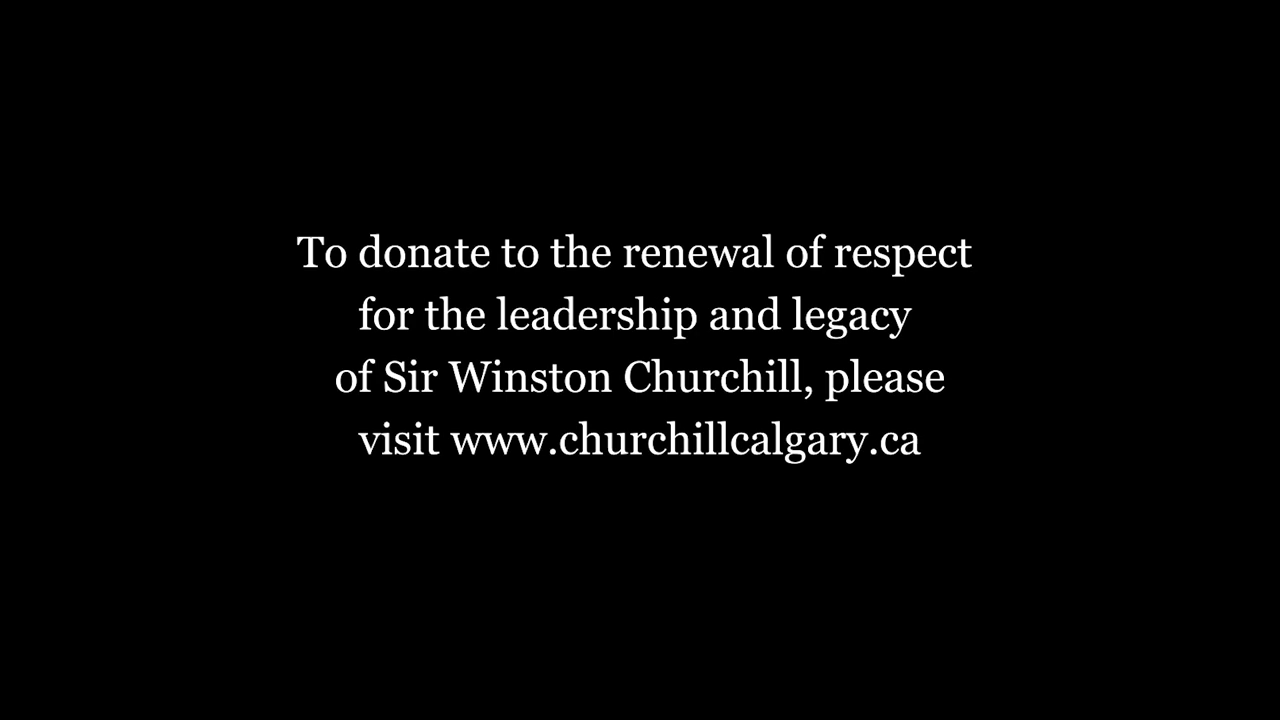 To donate to the renewal of respect
for the leadership and legacy
of Sir Winston Churchill, please
visit www.churchillcalgary.ca